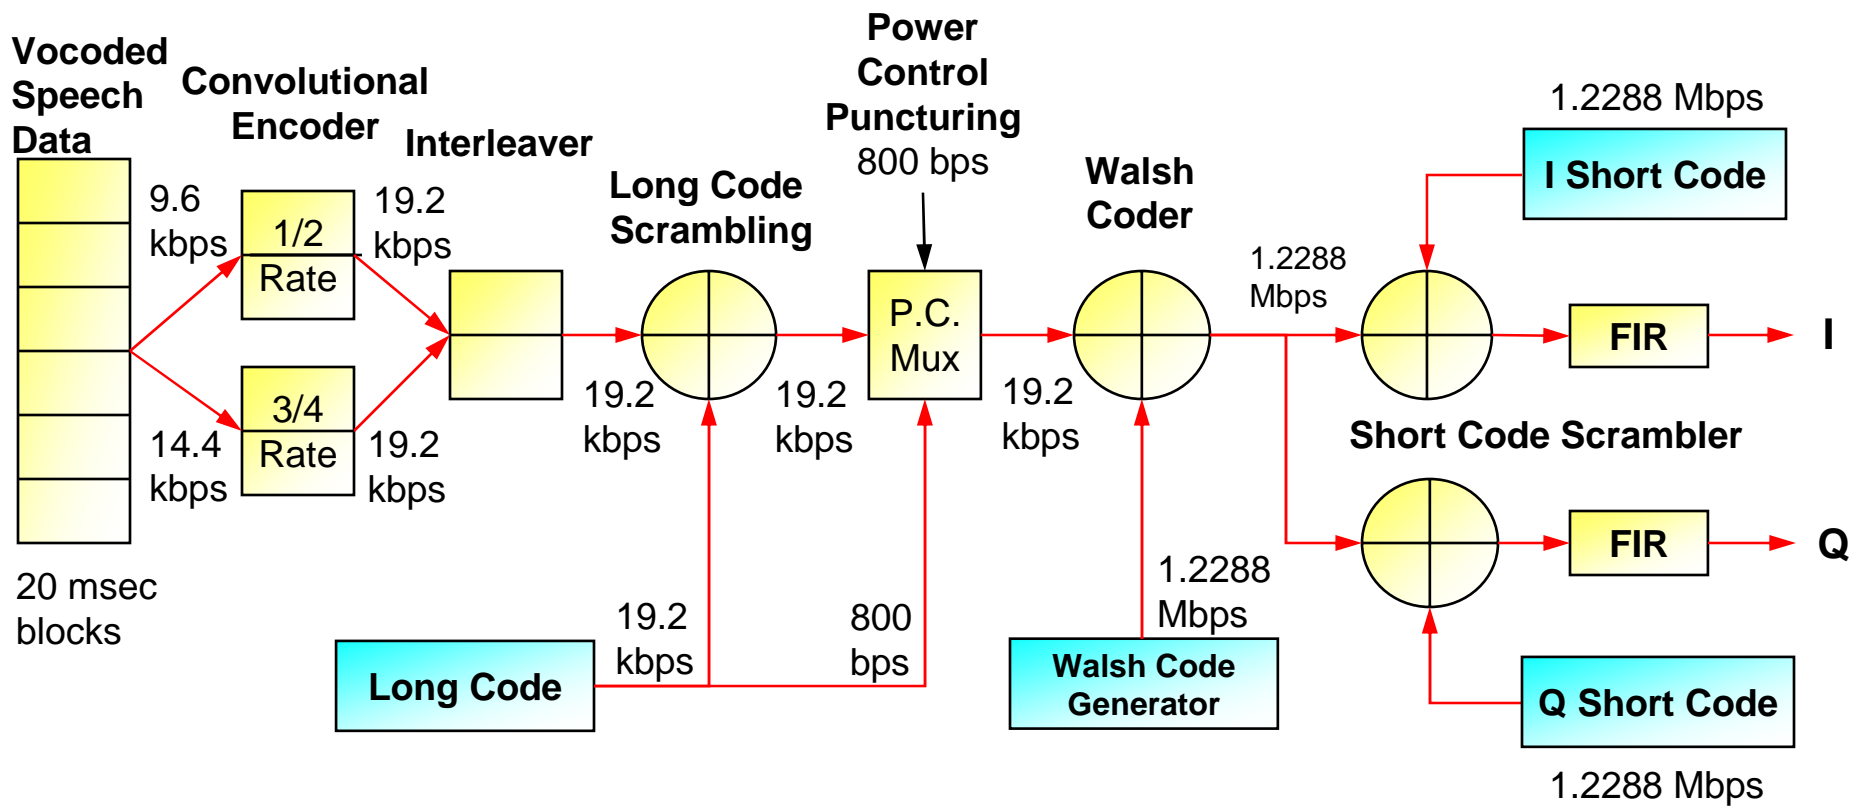 Vocoded
Speech
Data
Convolutional
Encoder
Interleaver
Long Code
Scrambling
Power
Control
Puncturing
800 bps
Walsh
Coder
1.2288 Mbps
I Short Code
9.6
kbps
1/2
Rate
19.2
kbps
14.4
kbps
3/4
Rate
19.2
kbps
19.2
kbps
19.2
kbps
P.C.
Mux
19.2
kbps
1.2288
Mbps
FIR
I
Short Code Scrambler
FIR
Q
20 msec
blocks
Long Code
19.2
kbps
800
bps
1.2288
Mbps
Walsh Code
Generator
Q Short Code
1.2288 Mbps